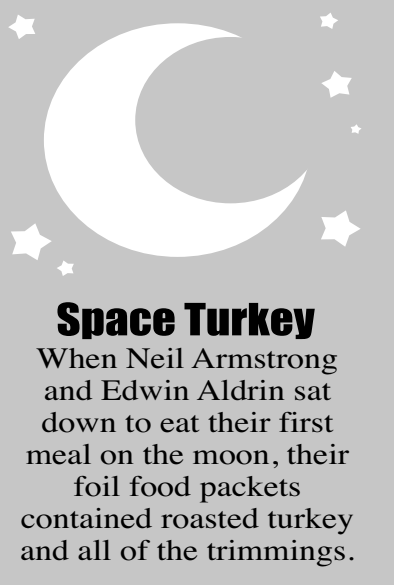 Space Turkey
When Neil Armstrong
and Edwin Aldrin sat
down to eat their first
meal on the moon, their
foil food packets
contained roasted turkey
and all of the trimmings.